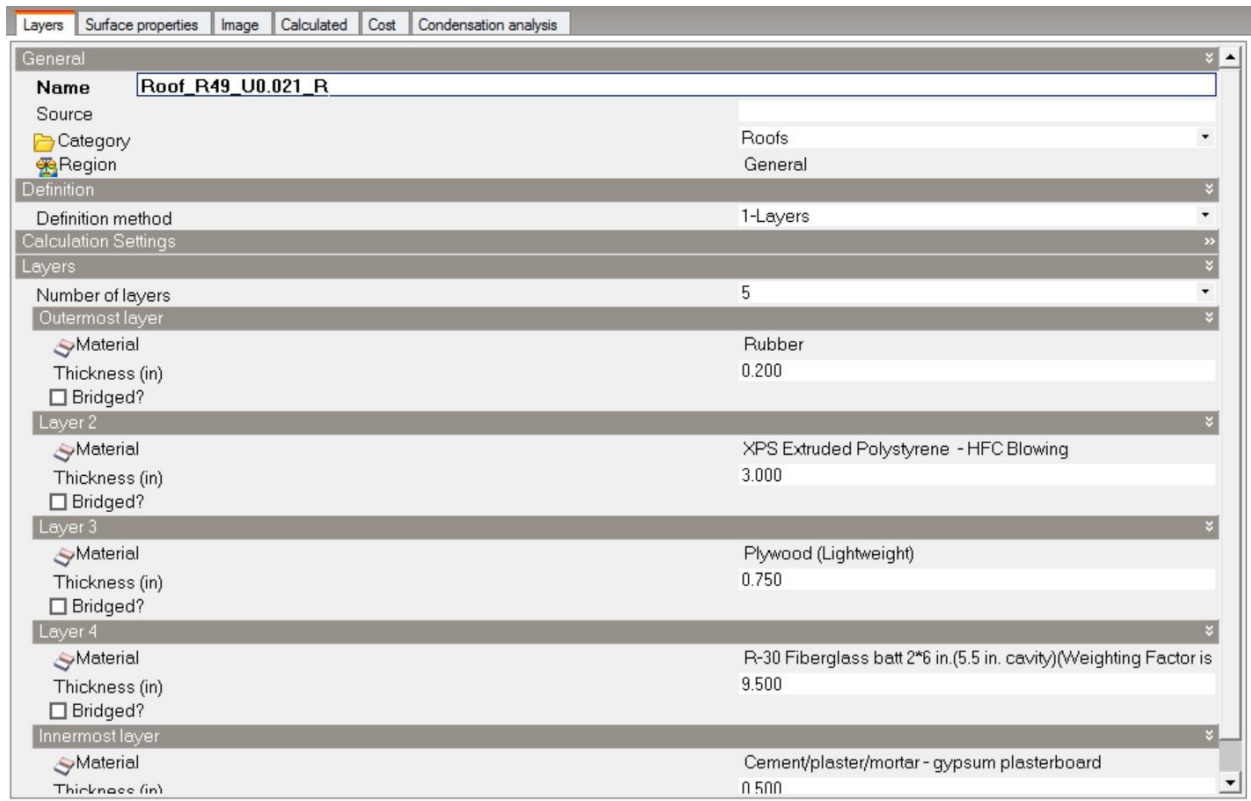 Layers Surface properties Image Calculated Cost Condensation analysis
General
Name Roof_R49_U0.021_R
Source
Category Roofs
Region General
Definition
Definition method 1-Layers
Calculation Settings
Layers
Number of layers 5
Outermost layer
Material Rubber
Thickness (in) 0.200
Bridged?
Layer 2
Material XPS Extruded Polystyrene - HFC Blowing
Thickness (in) 3.000
Bridged?
Layer 3
Material Plywood (Lightweight)
Thickness (in) 0.750
Bridged?
Layer 4
Material R-30 Fiberglass batt 2*6 in.(5.5 in. cavity)(Weighting Factor is
Thickness (in) 9.500
Bridged?
Innermost layer
Material Cement/plaster/mortar - gypsum plasterboard
Thickness (in) 0.500